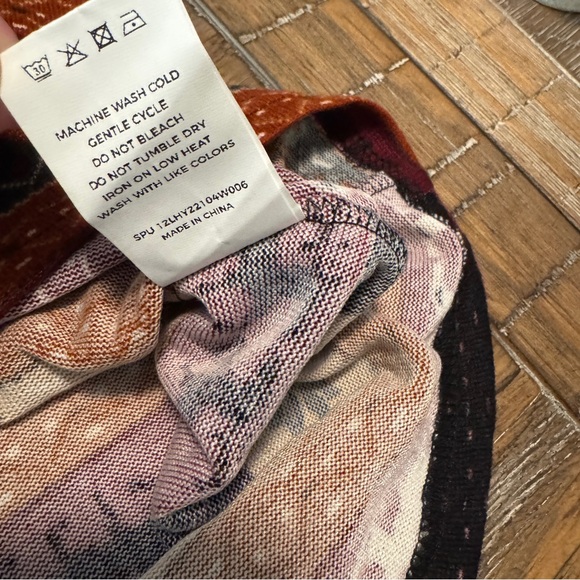 30
MACHINE WASH COLD
GENTLE CYCLE
DO NOT BLEACH
DO NOT TUMBLE DRY
IRON ON LOW HEAT
WASH WITH LIKE COLORS
SPU 12LHY22104W006
MADE IN CHINA